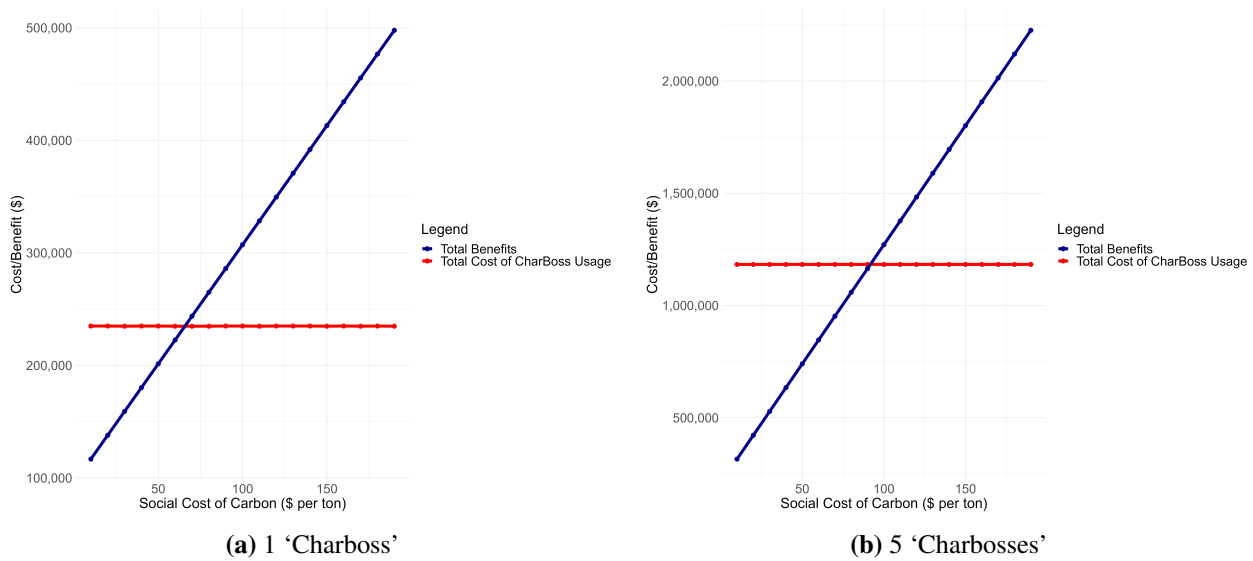 500,000
400,000
300,000
200,000
100,000
Cost/Benefit ($)
50 100 150
Social Cost of Carbon ($ per ton)
Legend
Total Benefits
Total Cost of CharBoss Usage
(a) 1 ‘Charboss’
2,000,000
1,500,000
1,000,000
500,000
Cost/Benefit ($)
50 100 150
Social Cost of Carbon ($ per ton)
Legend
Total Benefits
Total Cost of CharBoss Usage
(b) 5 ‘Charbosses’